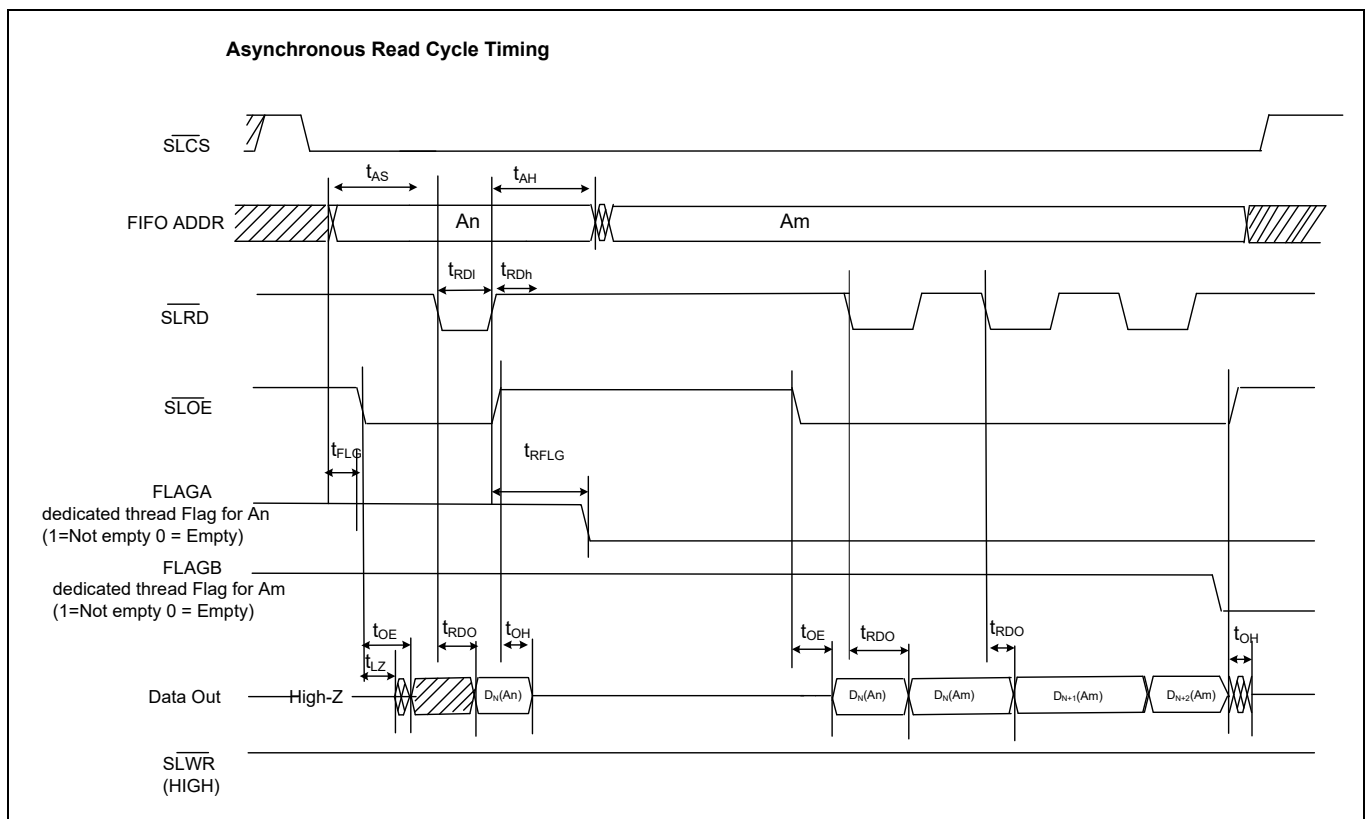 Asynchronous Read Cycle Timing
SLCS
tAS
tAH
FIFO ADDR
An
Am
tRDl
tRDh
SLRD
SLOE
tFLG
tRFLG
FLAGA
dedicated thread Flag for An
(1=Not empty 0 = Empty)
FLAGB
dedicated thread Flag for Am
(1=Not empty 0 = Empty)
tOE
tRDO
tOH
tOE
tRDO
tRDO
tOH
tLZ
Data Out
High-Z
DN(An)
DN(An)
DN(Am)
DN+1(Am)
DN+2(Am)
SLWR
(HIGH)